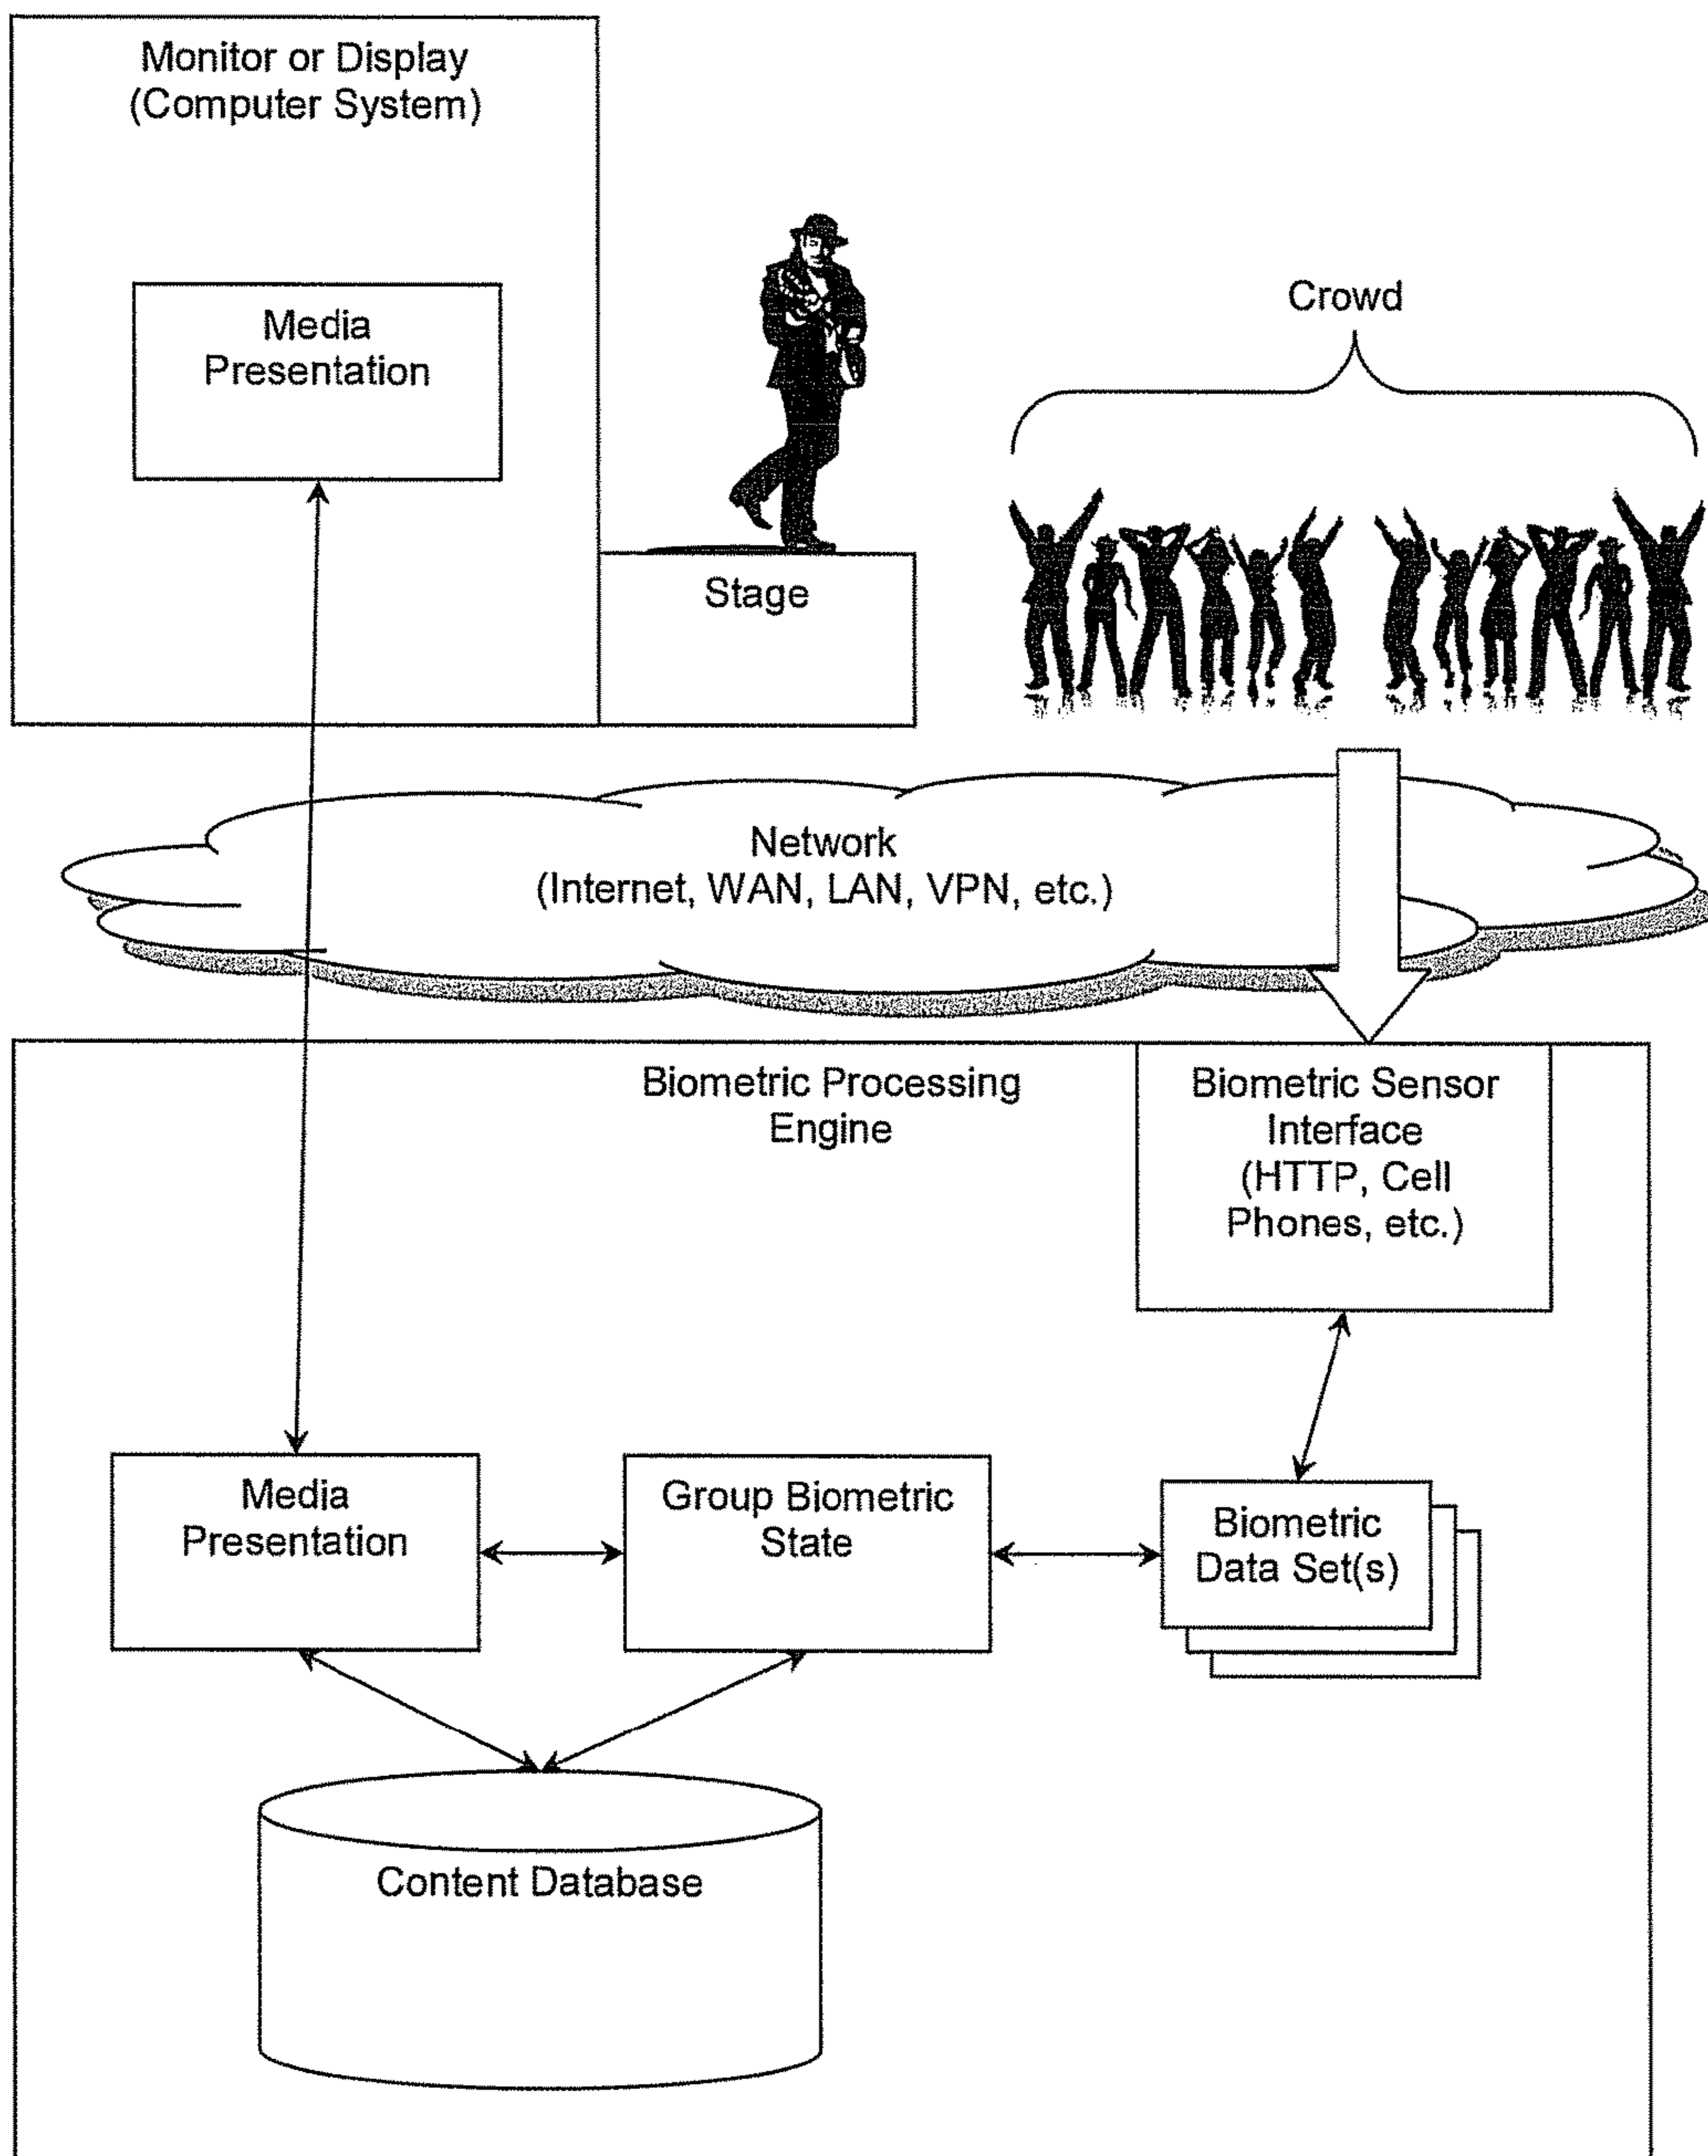 Monitor or Display
(Computer System)
Media
Presentation
Crowd
Stage
Network
(Internet, WAN, LAN, VPN, etc.)
Biometric Processing
Engine
Biometric Sensor
Interface
(HTTP, Cell
Phones, etc.)
Media
Presentation
Group Biometric
State
Biometric
Data Set(s)
Content Database